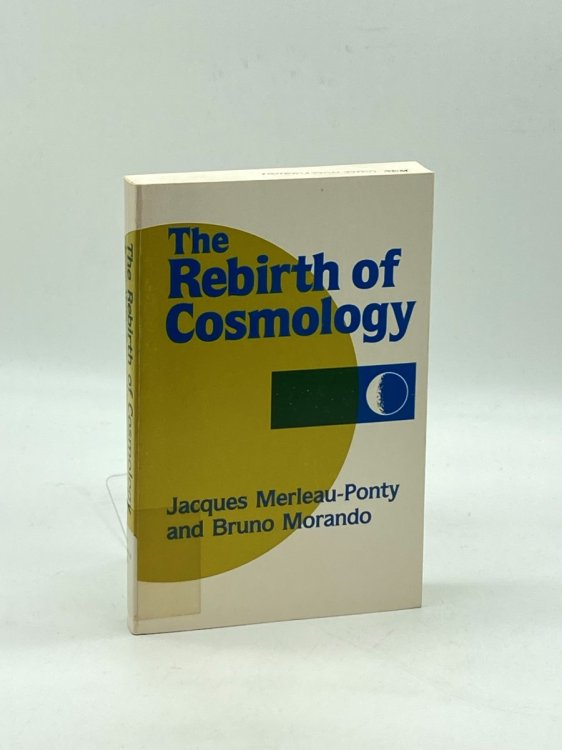 The
Rebirth of
Cosmology
Jacques Merleau-Ponty
and Bruno Morando
The Rebirth of Cosmology